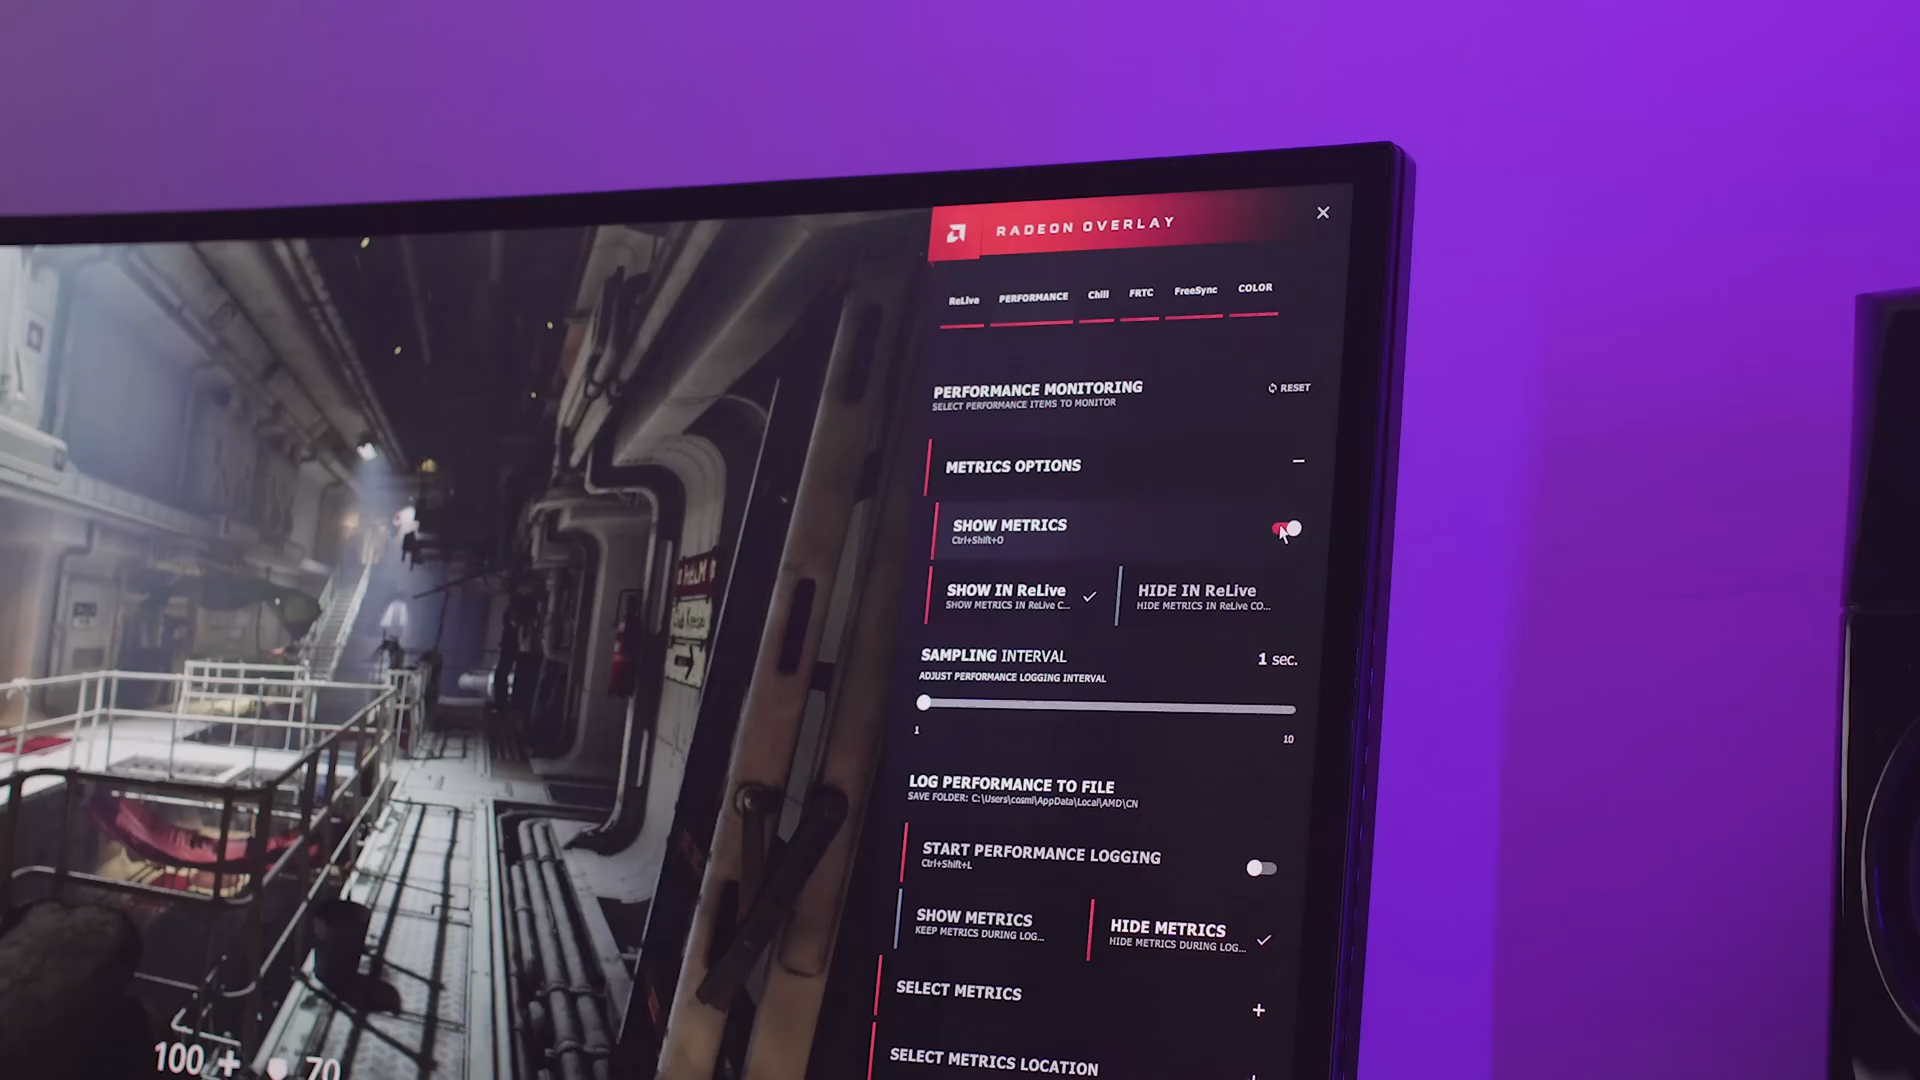 RADEON OVERLAY
ReLive PERFORMANCE Chill FRTC FreeSync COLOR
PERFORMANCE MONITORING
RESET
SELECT PERFORMANCE ITEMS TO MONITOR
METRICS OPTIONS
SHOW METRICS
Ctrl+Shift+O
SHOW IN ReLive
SHOW METRICS IN ReLive C...
HIDE IN ReLive
HIDE METRICS IN ReLive CO...
SAMPLING INTERVAL
1 sec.
ADJUST PERFORMANCE LOGGING INTERVAL
1
10
LOG PERFORMANCE TO FILE
SAVE FOLDER: C:\Users\cosmi\AppData\Local\AMD\CN
START PERFORMANCE LOGGING
Ctrl+Shift+L
SHOW METRICS
KEEP METRICS DURING LOG...
HIDE METRICS
HIDE METRICS DURING LOG...
SELECT METRICS
SELECT METRICS LOCATION
HELM
100
70